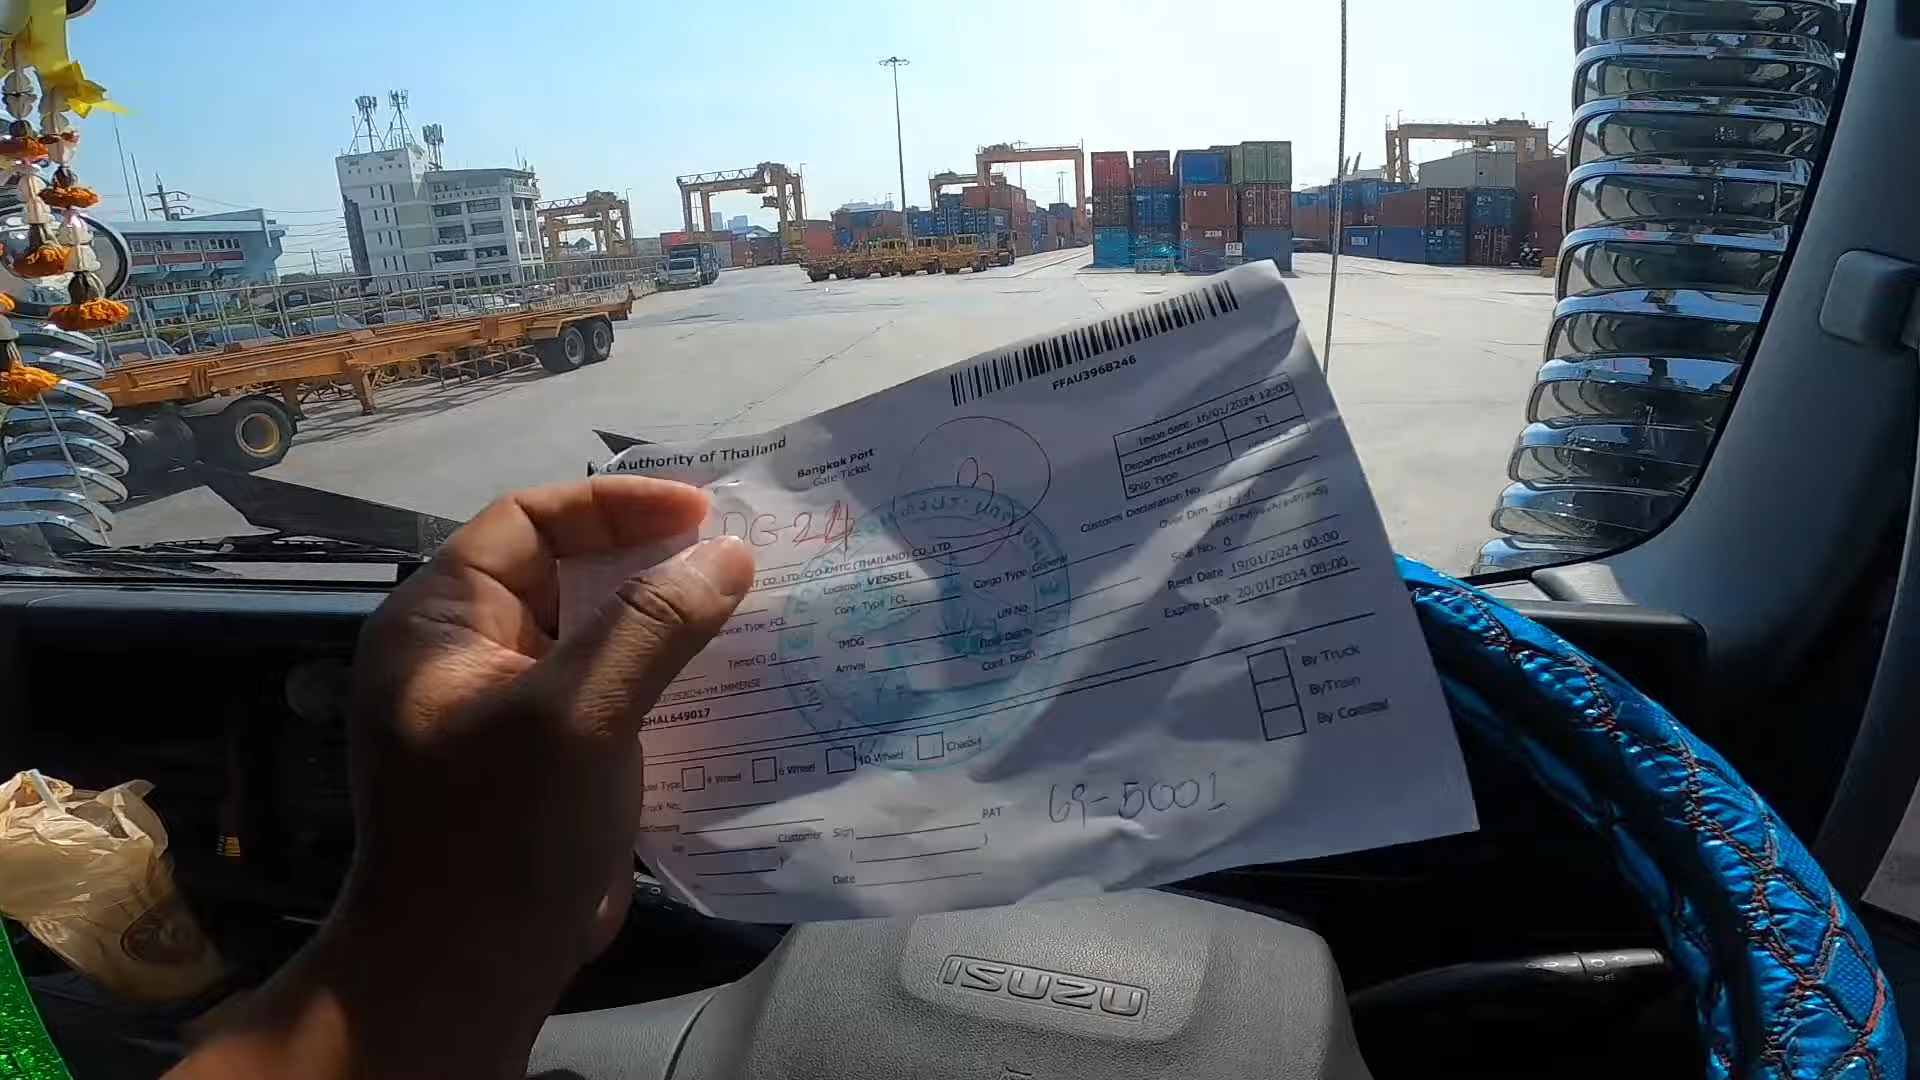 FFAU3968246
Authority of Thailand
Bangkok Port
Gate Ticket
Issue date: 16/01/2024 12:03
Department Area T1
Ship Type
Customs Declaration No.
Over Dim
Seal No. 0
Rent Date 19/01/2024 00:00
Expire Date 20/01/2024 08:00
DG-24
CO.,LTD. C/O KMTC (THAILAND) CO.,LTD.
Location VESSEL
Cargo Type General
Cont. Type FCL
UN No.
Service Type FCL
IMDG
Temp(C) 0
Arrival
Cont. Disch
YM IMMENSE
SHAL649017
By Truck
ByTrain
By Coastal
4 Wheel
6 Wheel
10 Wheel
Chassis
Truck No.
Customer Sign
PAT
69-5001
Date
ISUZU